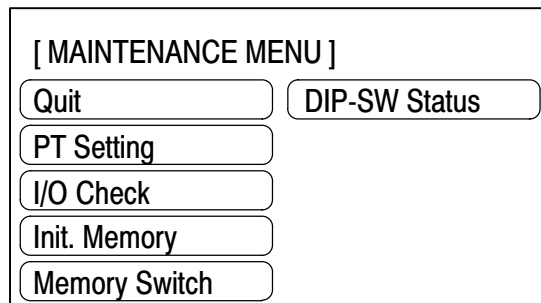 [ MAINTENANCE MENU ]
Quit DIP-SW Status
PT Setting
I/O Check
Init. Memory
Memory Switch